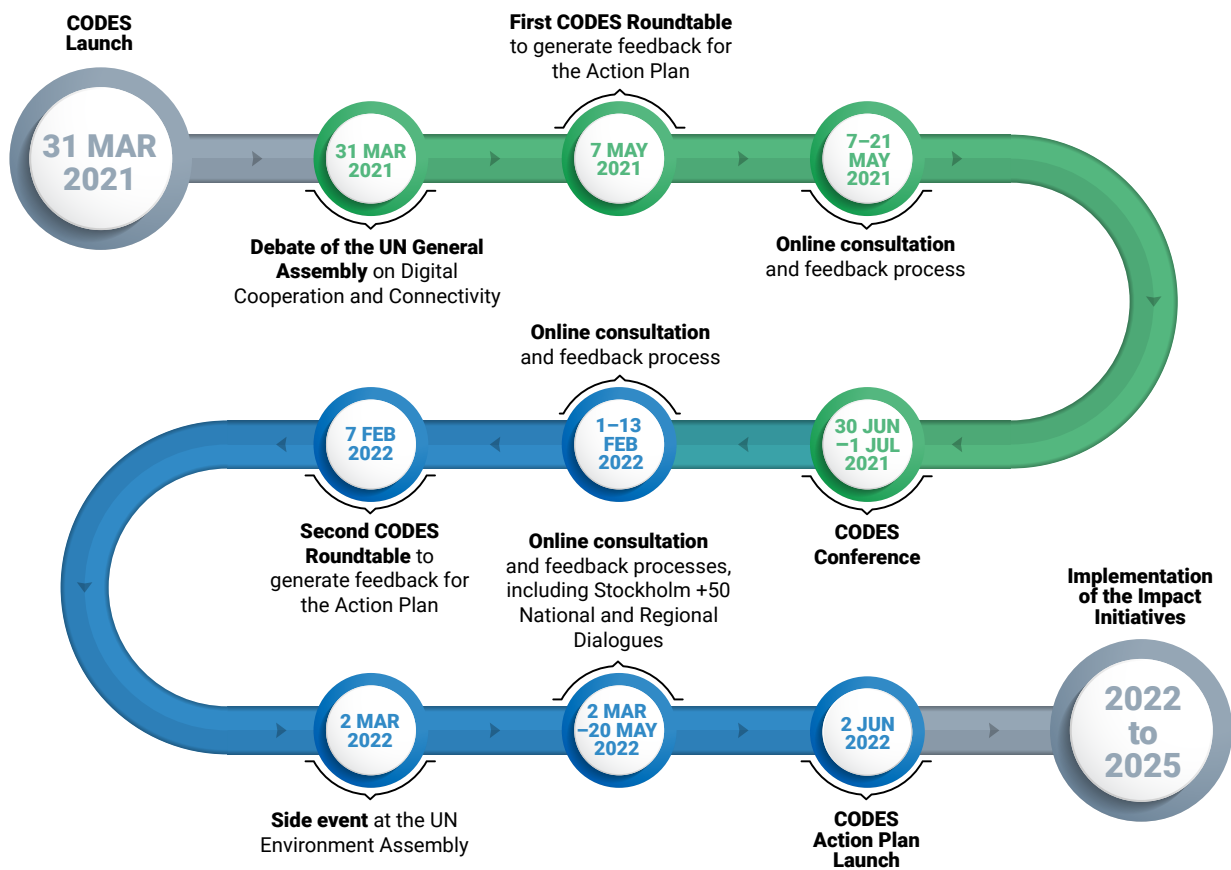 CODES
Launch
31 MAR
2021
31 MAR
2021
Debate of the UN General
Assembly on Digital
Cooperation and Connectivity
First CODES Roundtable
to generate feedback for
the Action Plan
7 MAY
2021
7–21
MAY
2021
Online consultation
and feedback process
30 JUN
–1 JUL
2021
CODES
Conference
Online consultation
and feedback process
1–13
FEB
2022
7 FEB
2022
Second CODES
Roundtable to
generate feedback for
the Action Plan
2 MAR
2022
Side event at the UN
Environment Assembly
Online consultation
and feedback processes,
including Stockholm +50
National and Regional
Dialogues
2 MAR
–20 MAY
2022
2 JUN
2022
CODES
Action Plan
Launch
Implementation
of the Impact
Initiatives
2022
to
2025